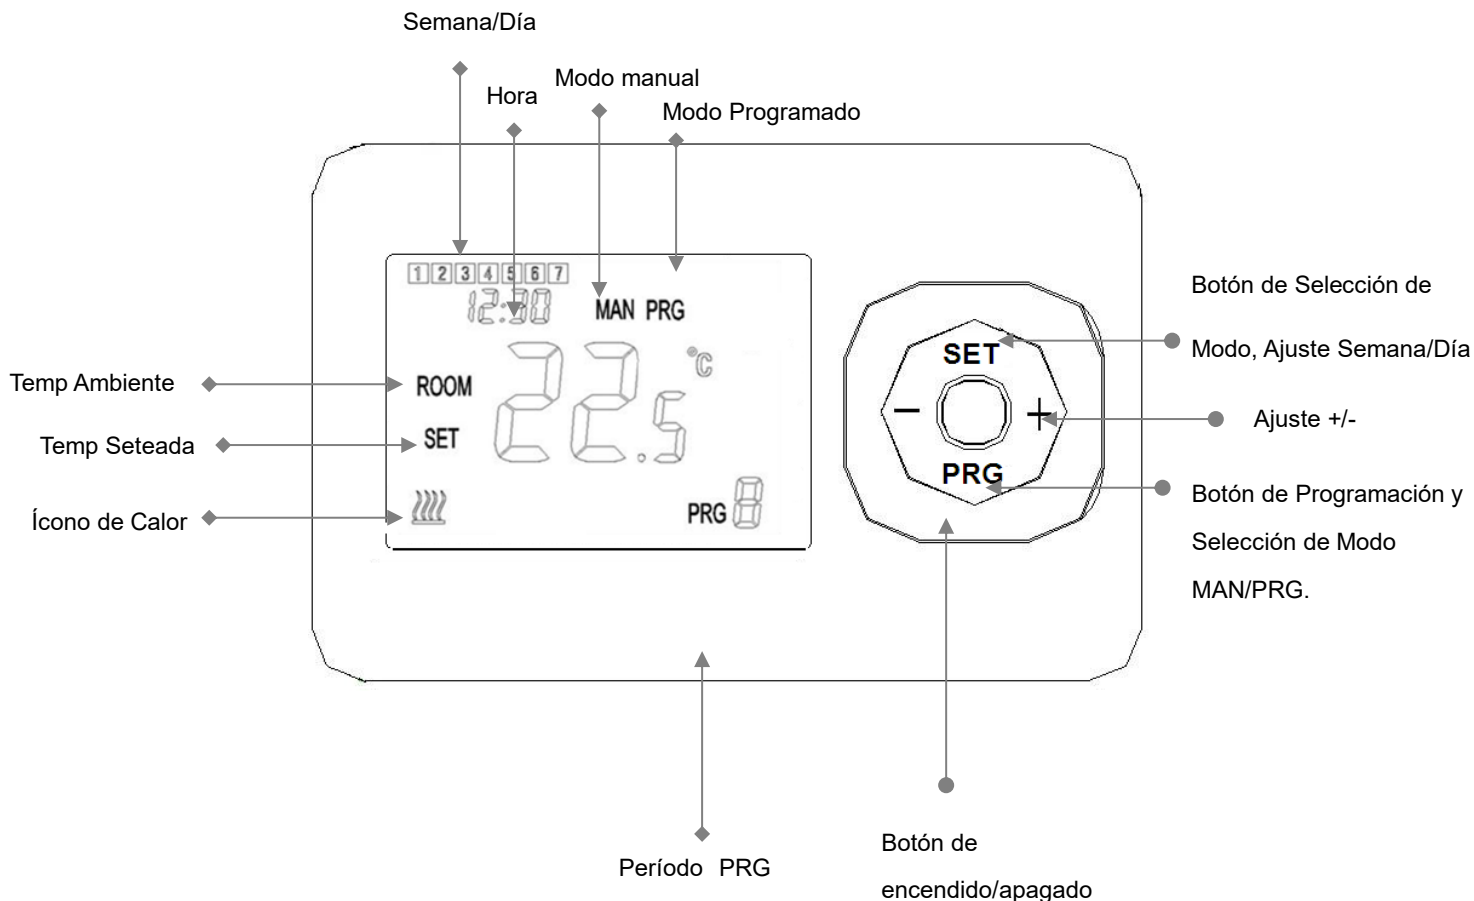 Semana/Día
Modo manual
Hora
Modo Programado
1 2 3 4 5 6 7
12:30
MAN PRG
Botón de Selección de
Modo, Ajuste Semana/Día
SET
22.5 °C
Temp Ambiente
ROOM
- +
Ajuste +/-
Temp Seteada
SET
PRG
Botón de Programación y
Selección de Modo
MAN/PRG.
Ícono de Calor
PRG 8
Período PRG
Botón de
encendido/apagado